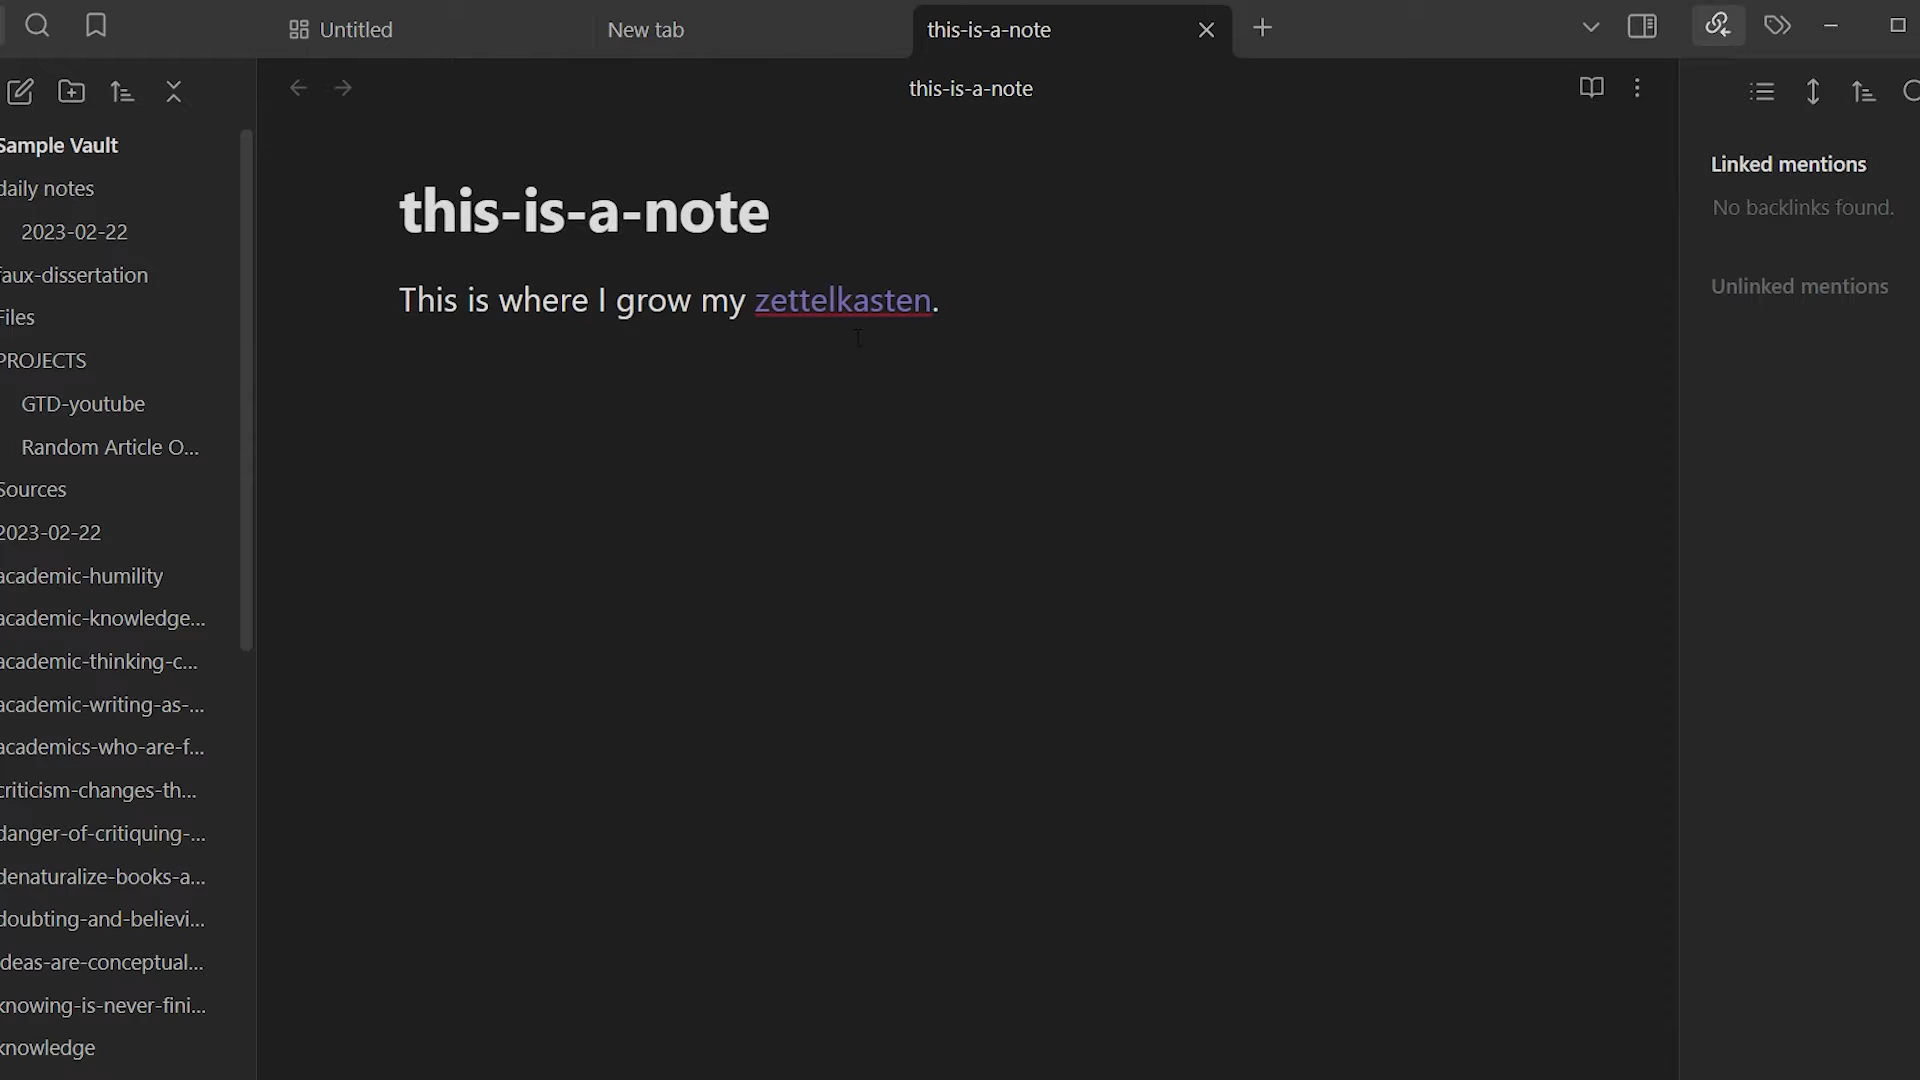 Untitled
New tab
this-is-a-note
this-is-a-note
Sample Vault
daily notes
2023-02-22
faux-dissertation
Files
PROJECTS
GTD-youtube
Random Article O...
Sources
2023-02-22
academic-humility
academic-knowledge...
academic-thinking-c...
academic-writing-as-...
academics-who-are-f...
criticism-changes-th...
danger-of-critiquing-...
denaturalize-books-a...
doubting-and-believi...
ideas-are-conceptual...
knowing-is-never-fini...
knowledge
this-is-a-note
This is where I grow my zettelkasten.
Linked mentions
No backlinks found.
Unlinked mentions